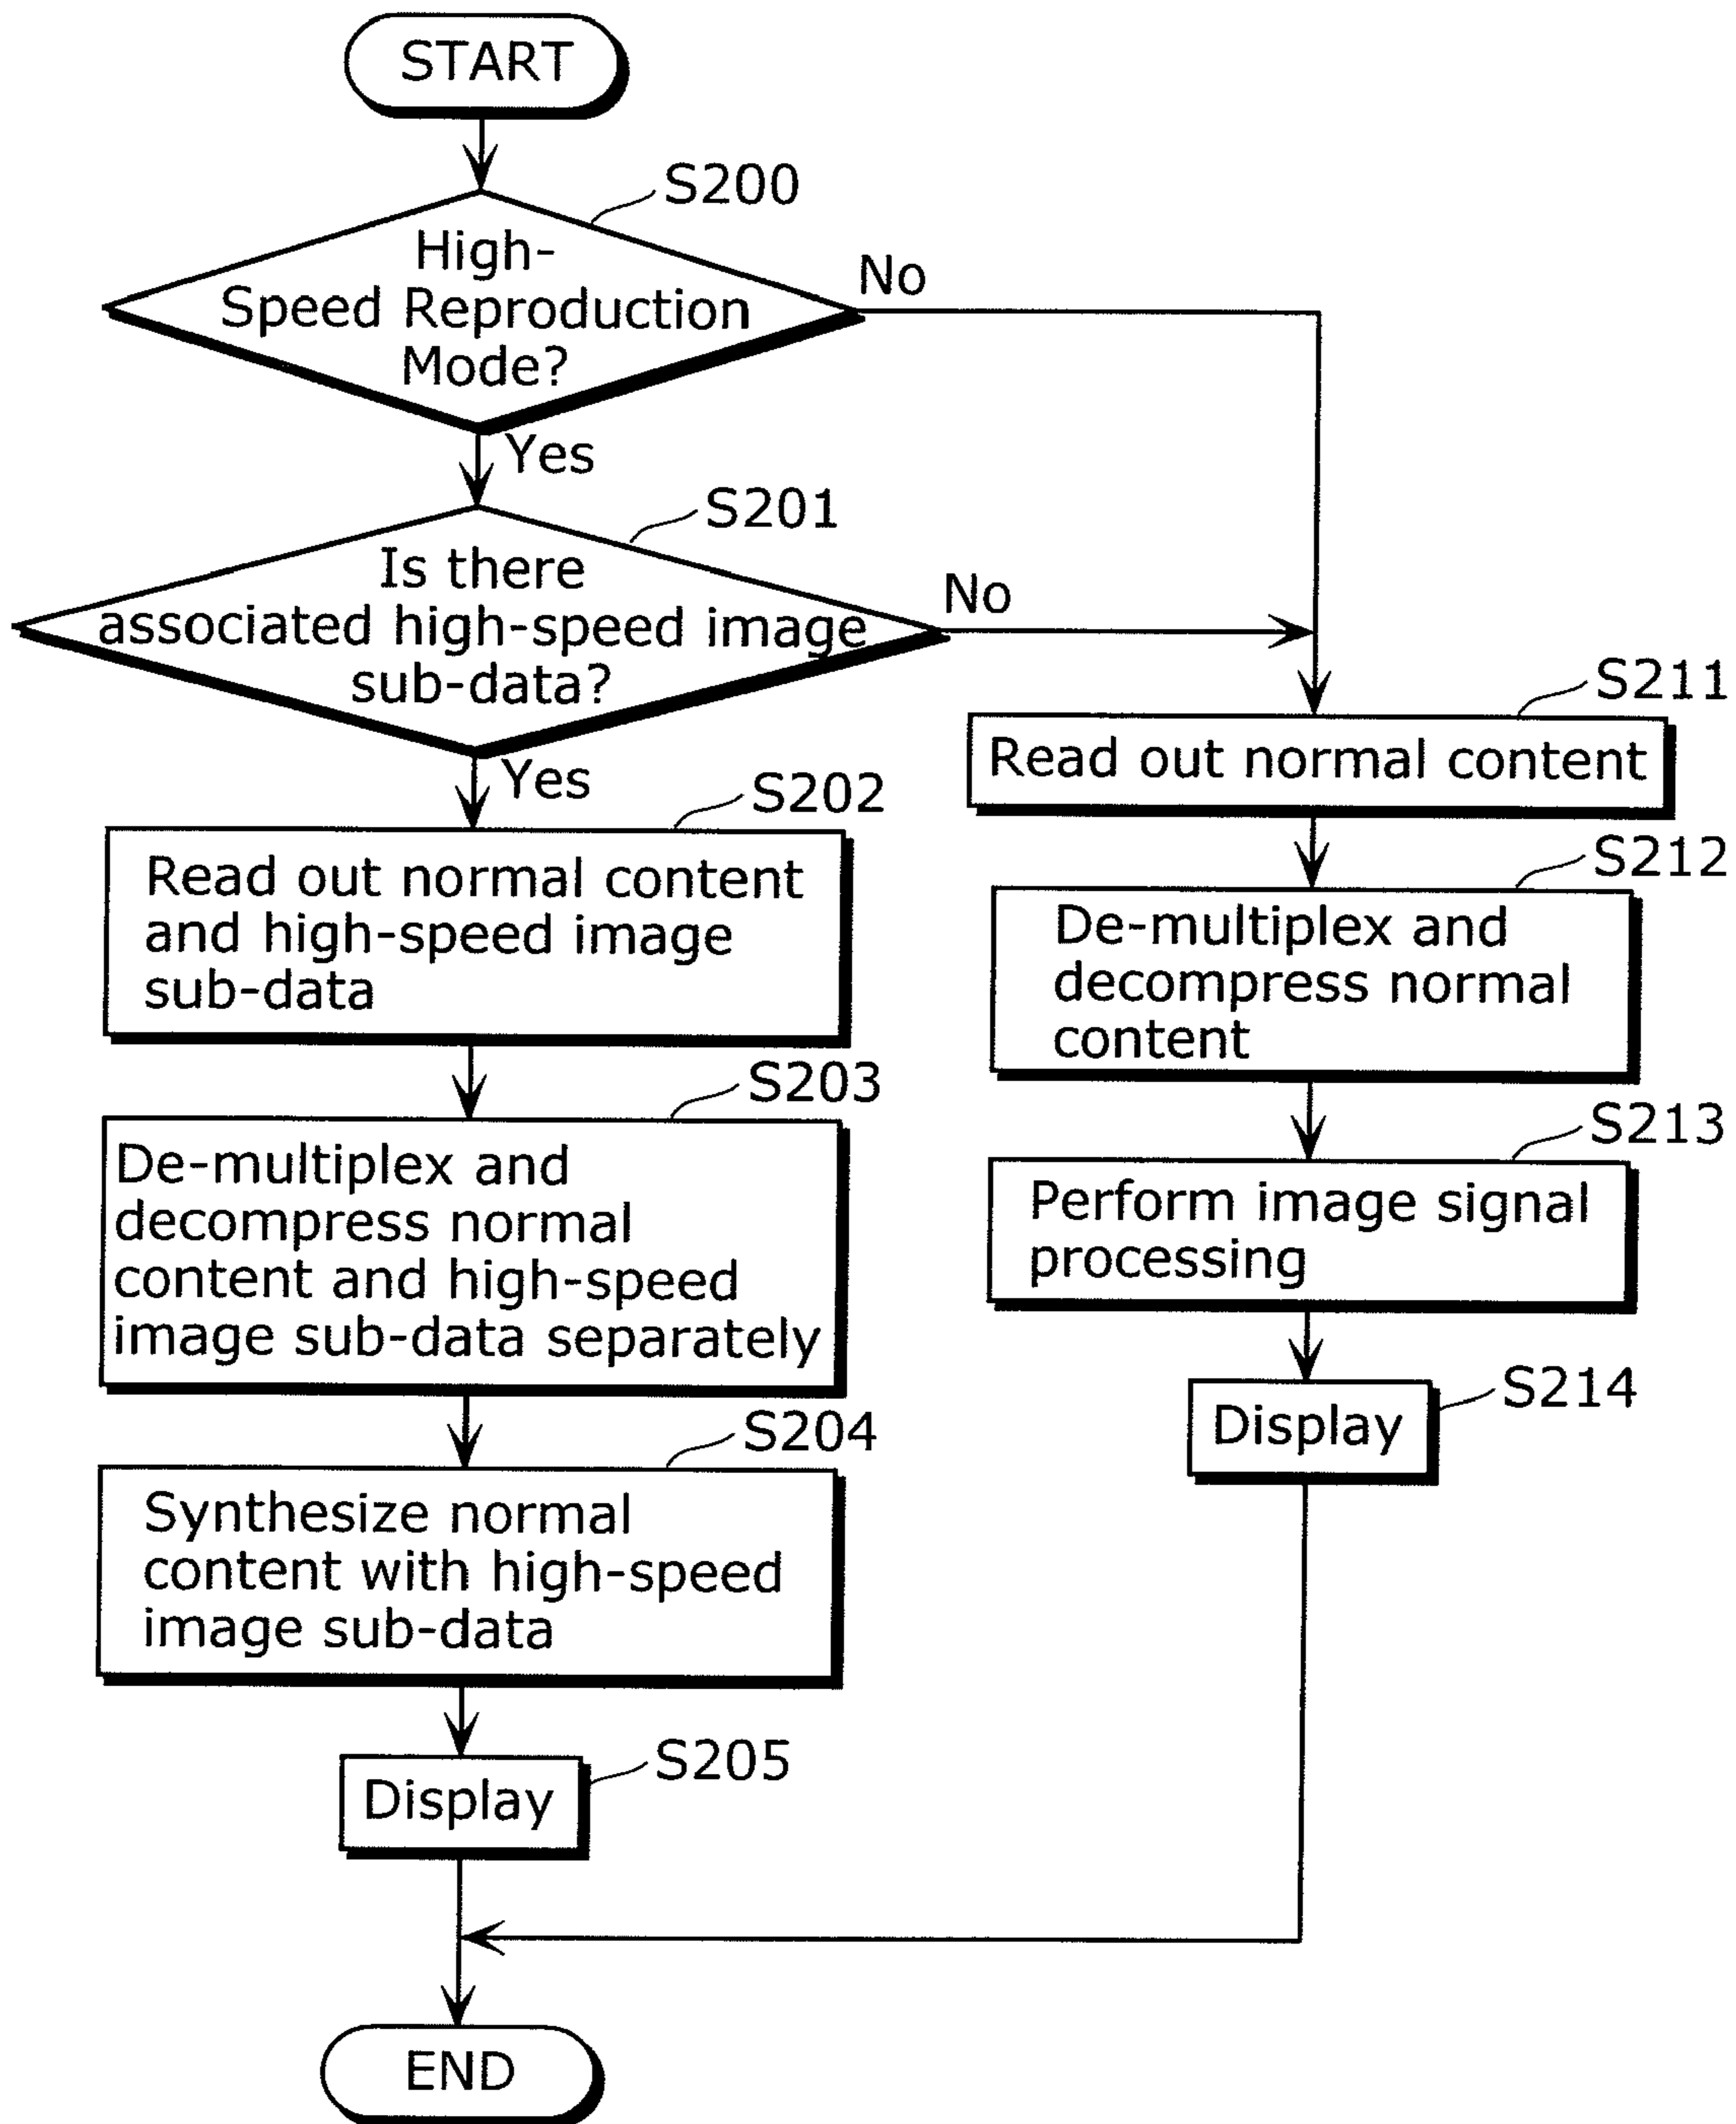 START
S200
High-
Speed Reproduction
Mode?
No
Yes
S201
Is there
associated high-speed image
sub-data?
No
Yes
S202
Read out normal content
and high-speed image
sub-data
S203
De-multiplex and
decompress normal
content and high-speed
image sub-data separately
S204
Synthesize normal
content with high-speed
image sub-data
S205
Display
S211
Read out normal content
S212
De-multiplex and
decompress normal
content
S213
Perform image signal
processing
S214
Display
END